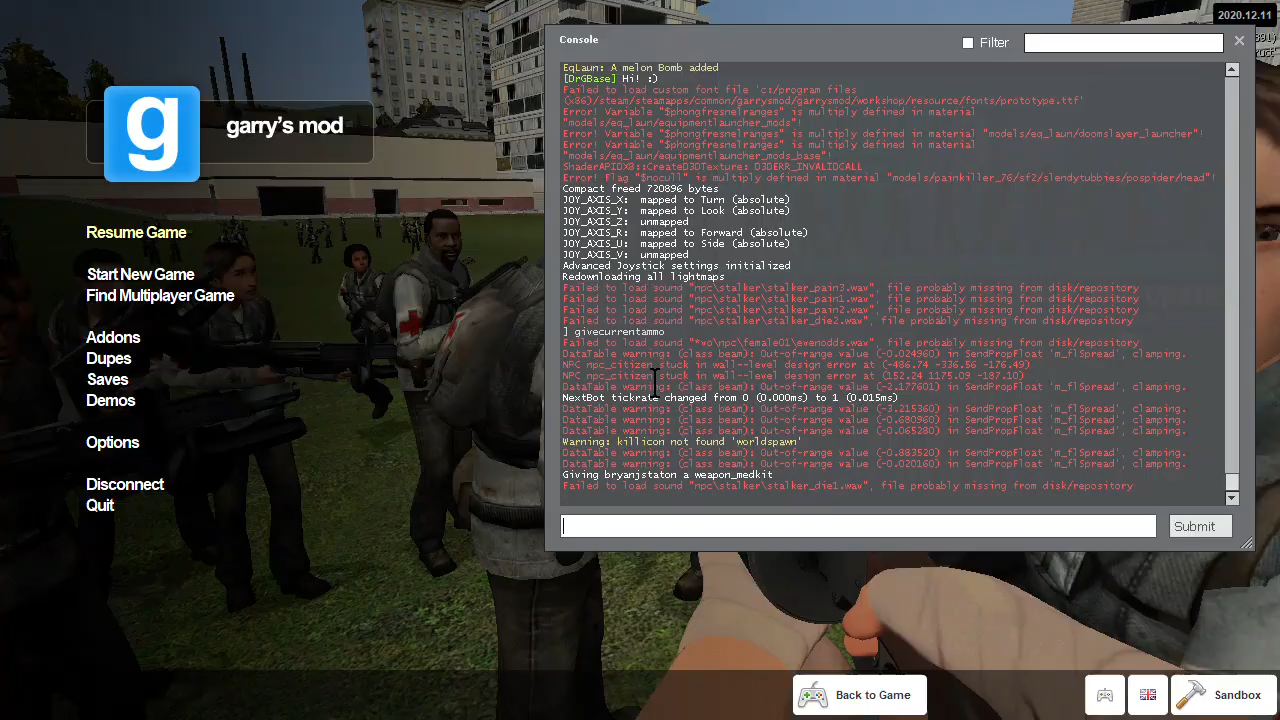 2020.12.11
Console
Filter
g
garry's mod
Resume Game
Start New Game
Find Multiplayer Game
Addons
Dupes
Saves
Demos
Options
Disconnect
Quit
EqLaun: A melon Bomb added
[DrGBase] Hi! :)
Failed to load custom font file 'c:/program files
(x86)/steam/steamapps/common/garrysmod/garrysmod/workshop/resource/fonts/prototype.ttf'
Error! Variable "$phongfresnelranges" is multiply defined in material
"models/eq_laun/equipmentlauncher_mods"!
Error! Variable "$phongfresnelranges" is multiply defined in material "models/eq_laun/doomslayer_launcher"!
Error! Variable "$phongfresnelranges" is multiply defined in material
"models/eq_laun/equipmentlauncher_mods_base"!
ShaderAPIDX8::CreateD3DTexture: D3DERR_INVALIDCALL
Error! Flag "$nocull" is multiply defined in material "models/painkiller_76/sf2/slendytubbies/pospider/head"!
Compact freed 720896 bytes
JOY_AXIS_X: mapped to Turn (absolute)
JOY_AXIS_Y: mapped to Look (absolute)
JOY_AXIS_Z: unmapped
JOY_AXIS_R: mapped to Forward (absolute)
JOY_AXIS_U: mapped to Side (absolute)
JOY_AXIS_V: unmapped
Advanced Joystick settings initialized
Redownloading all lightmaps
Failed to load sound "npc\stalker\stalker_pain3.wav", file probably missing from disk/repository
Failed to load sound "npc\stalker\stalker_pain1.wav", file probably missing from disk/repository
Failed to load sound "npc\stalker\stalker_pain2.wav", file probably missing from disk/repository
Failed to load sound "npc\stalker\stalker_die2.wav", file probably missing from disk/repository
] givecurrentammo
Failed to load sound "*vo\npc\female01\evenodds.wav", file probably missing from disk/repository
DataTable warning: (class beam): Out-of-range value (-0.024960) in SendPropFloat 'm_flSpread', clamping.
NPC npc_citizen stuck in wall--level design error at (-486.74 -336.56 -176.49)
NPC npc_citizen stuck in wall--level design error at (152.24 1175.09 -187.10)
DataTable warning: (class beam): Out-of-range value (-2.177601) in SendPropFloat 'm_flSpread', clamping.
NextBot tickrate changed from 0 (0.000ms) to 1 (0.015ms)
DataTable warning: (class beam): Out-of-range value (-3.215360) in SendPropFloat 'm_flSpread', clamping.
DataTable warning: (class beam): Out-of-range value (-0.680960) in SendPropFloat 'm_flSpread', clamping.
DataTable warning: (class beam): Out-of-range value (-0.065280) in SendPropFloat 'm_flSpread', clamping.
Warning: killicon not found 'worldspawn'
DataTable warning: (class beam): Out-of-range value (-0.883520) in SendPropFloat 'm_flSpread', clamping.
DataTable warning: (class beam): Out-of-range value (-0.020160) in SendPropFloat 'm_flSpread', clamping.
Giving bryanjstaton a weapon_medkit
Failed to load sound "npc\stalker\stalker_die1.wav", file probably missing from disk/repository
Submit
Back to Game
Sandbox